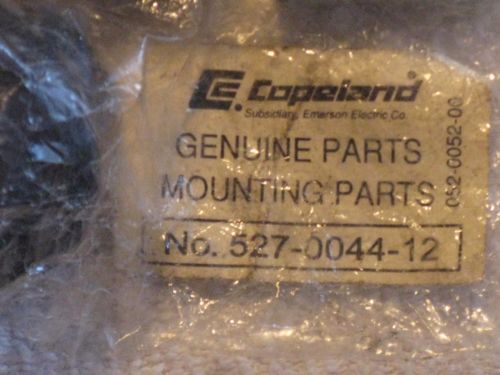 Copeland®
Subsidiary, Emerson Electric Co.
GENUINE PARTS
MOUNTING PARTS
No. 527-0044-12
052-0052-00